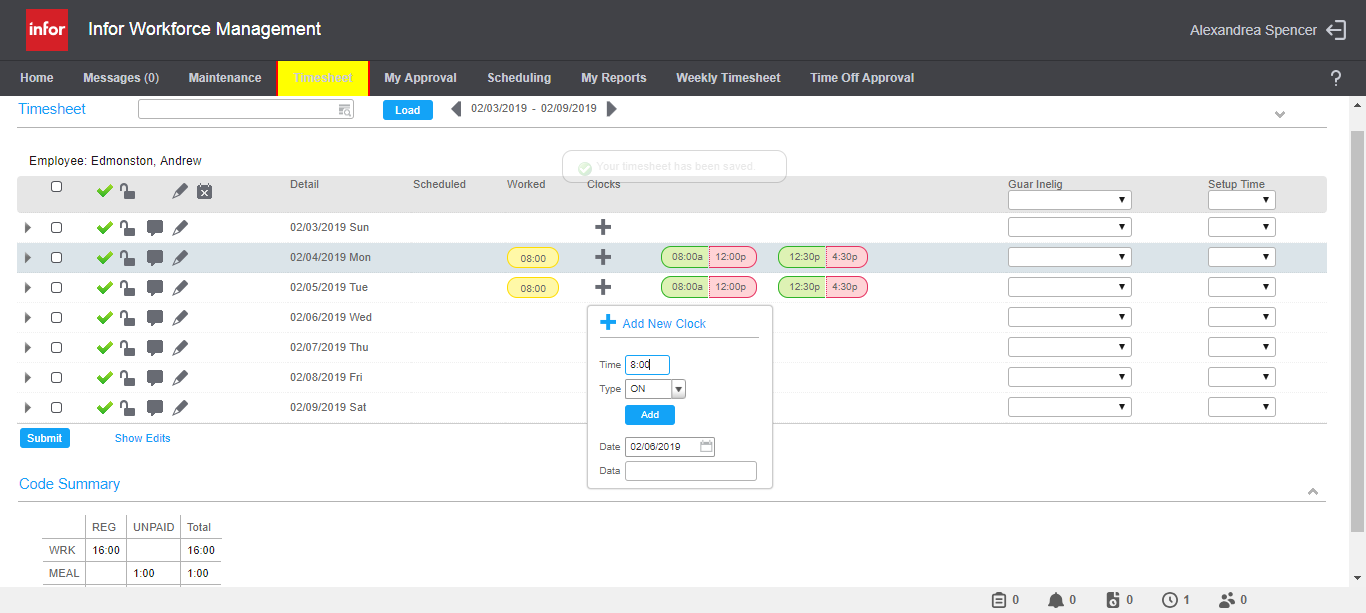 infor Infor Workforce Management Alexandrea Spencer
Home Messages (0) Maintenance Timesheet My Approval Scheduling My Reports Weekly Timesheet Time Off Approval ?
Timesheet Load 02/03/2019 - 02/09/2019
Employee: Edmonston, Andrew
Your timesheet has been saved
Detail Scheduled Worked Clocks Guar Inelig Setup Time
02/03/2019 Sun
02/04/2019 Mon 08:00 08:00a 12:00p 12:30p 4:30p
02/05/2019 Tue 08:00 08:00a 12:00p 12:30p 4:30p
02/06/2019 Wed
02/07/2019 Thu
02/08/2019 Fri
02/09/2019 Sat
Add New Clock
Time 8:00
Type ON
Add
Date 02/06/2019
Data
Submit Show Edits
Code Summary
REG UNPAID Total
WRK 16:00 16:00
MEAL 1:00 1:00
0 0 0 1 0